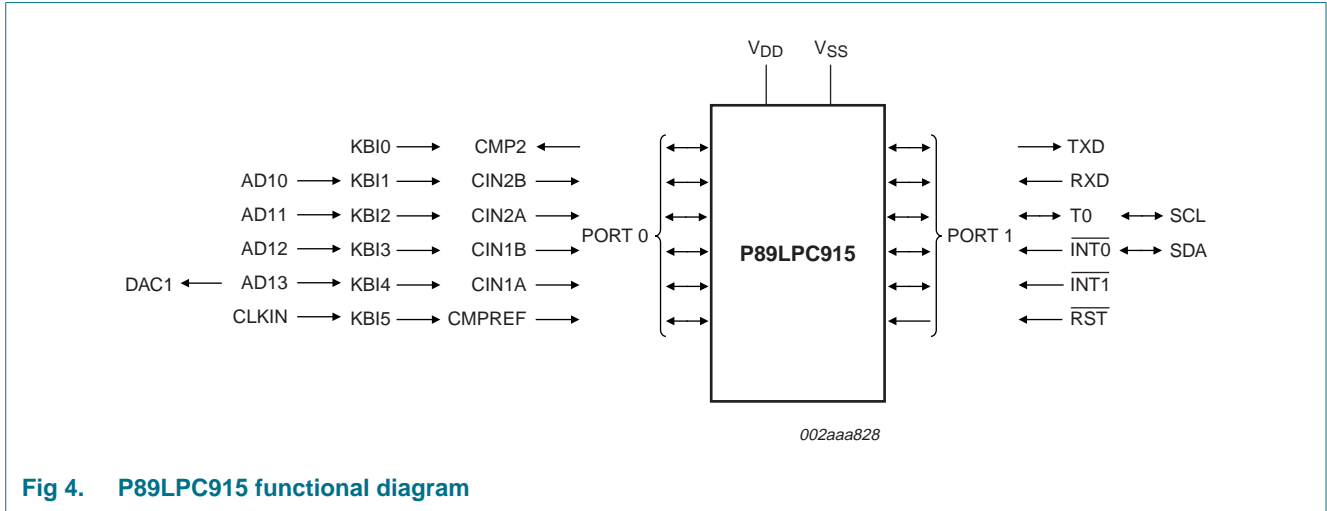 VDD VSS
KBI0 CMP2 TXD
AD10 KBI1 CIN2B RXD
AD11 KBI2 CIN2A T0 SCL
PORT 0 PORT 1
AD12 KBI3 CIN1B P89LPC915 INT0 SDA
DAC1 AD13 KBI4 CIN1A INT1
CLKIN KBI5 CMPREF RST
002aaa828
Fig 4. P89LPC915 functional diagram